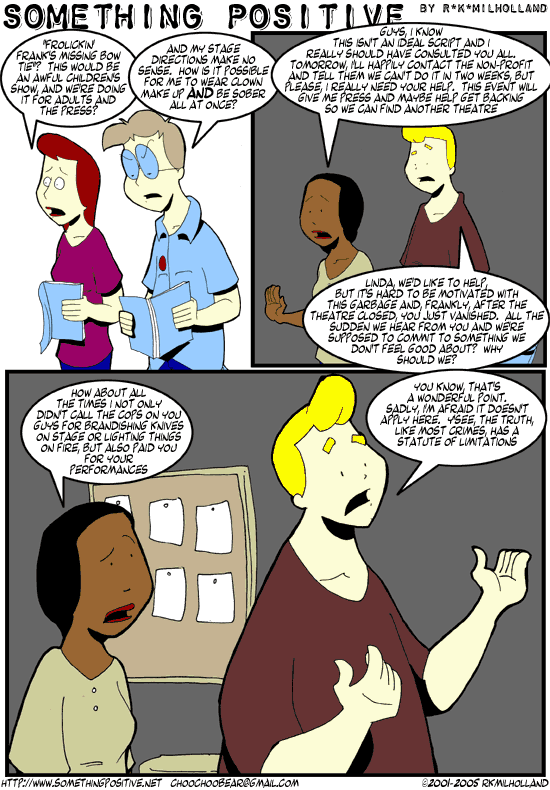 SOMETHING POSITIVE BY R*K*MILHOLLAND
"FROLICKIN'
FRANK'S MISSING BOW
TIE"? THIS WOULD BE
AN AWFUL CHILDREN'S
SHOW, AND WE'RE DOING
IT FOR ADULTS AND
THE PRESS?
AND MY STAGE
DIRECTIONS MAKE NO
SENSE. HOW IS IT POSSIBLE
FOR ME TO WEAR CLOWN
MAKE UP AND BE SOBER
ALL AT ONCE?
GUYS, I KNOW
THIS ISN'T AN IDEAL SCRIPT AND I
REALLY SHOULD HAVE CONSULTED YOU ALL.
TOMORROW, I'LL HAPPILY CONTACT THE NON-PROFIT
AND TELL THEM WE CAN'T DO IT IN TWO WEEKS, BUT
PLEASE, I REALLY NEED YOUR HELP. THIS EVENT WILL
GIVE ME PRESS AND MAYBE HELP GET BACKING
SO WE CAN FIND ANOTHER THEATRE
LINDA, WE'D LIKE TO HELP,
BUT IT'S HARD TO BE MOTIVATED WITH
THIS GARBAGE AND, FRANKLY, AFTER THE
THEATRE CLOSED, YOU JUST VANISHED. ALL THE
SUDDEN WE HEAR FROM YOU AND WE'RE
SUPPOSED TO COMMIT TO SOMETHING WE
DON'T FEEL GOOD ABOUT? WHY
SHOULD WE?
HOW ABOUT ALL
THE TIMES I NOT ONLY
DIDN'T CALL THE COPS ON YOU
GUYS FOR BRANDISHING KNIVES
ON STAGE OR LIGHTING THINGS
ON FIRE, BUT ALSO PAID YOU
FOR YOUR
PERFORMANCES
YOU KNOW, THAT'S
A WONDERFUL POINT.
SADLY, I'M AFRAID IT DOESN'T
APPLY HERE. Y'SEE, THE TRUTH,
LIKE MOST CRIMES, HAS A
STATUTE OF LIMITATIONS
HTTP://WWW.SOMETHINGPOSITIVE.NET CHOOCHOOBEAR@GMAIL.COM ©2001-2005 RKMILHOLLAND